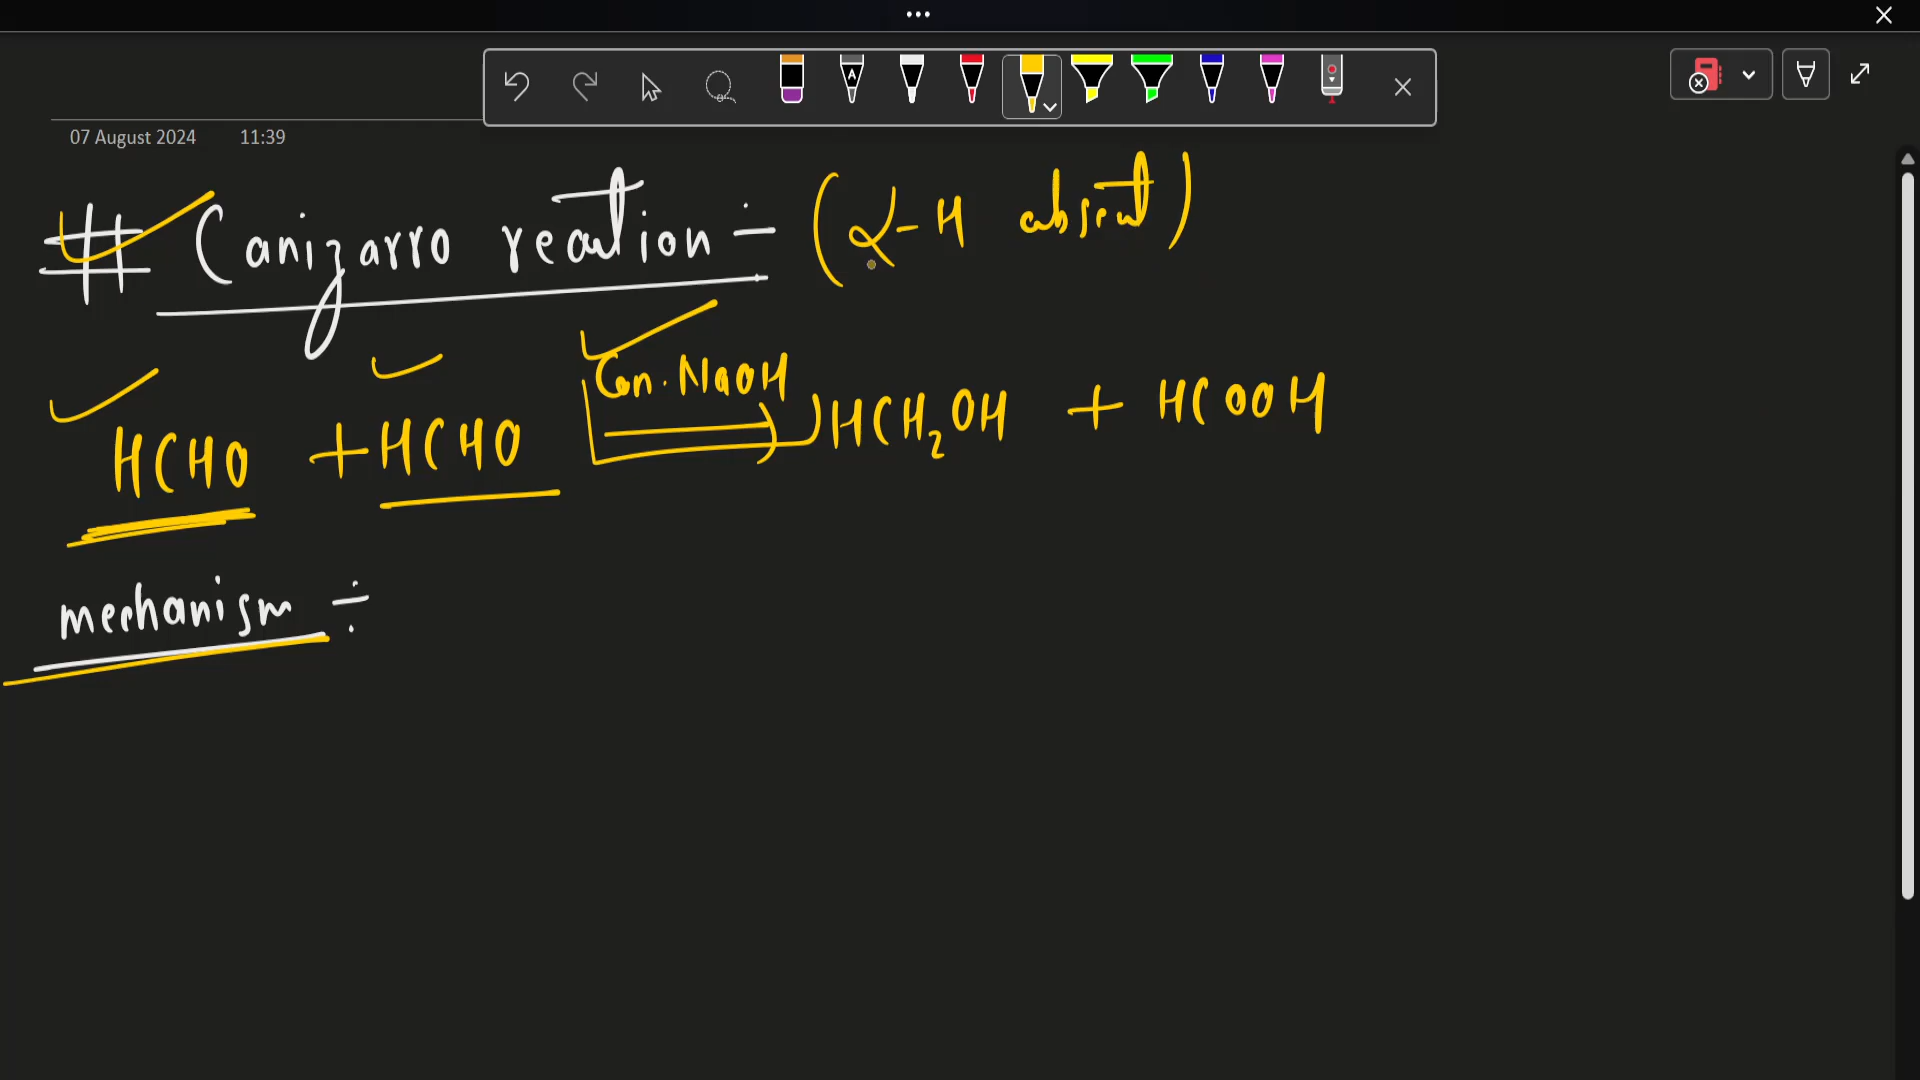 07 August 2024 11:39
# Canizarro reaction :- (α-H absent)
HCHO + HCHO Con. NaOH → HCH₂OH + HCOOH
mechanism :-